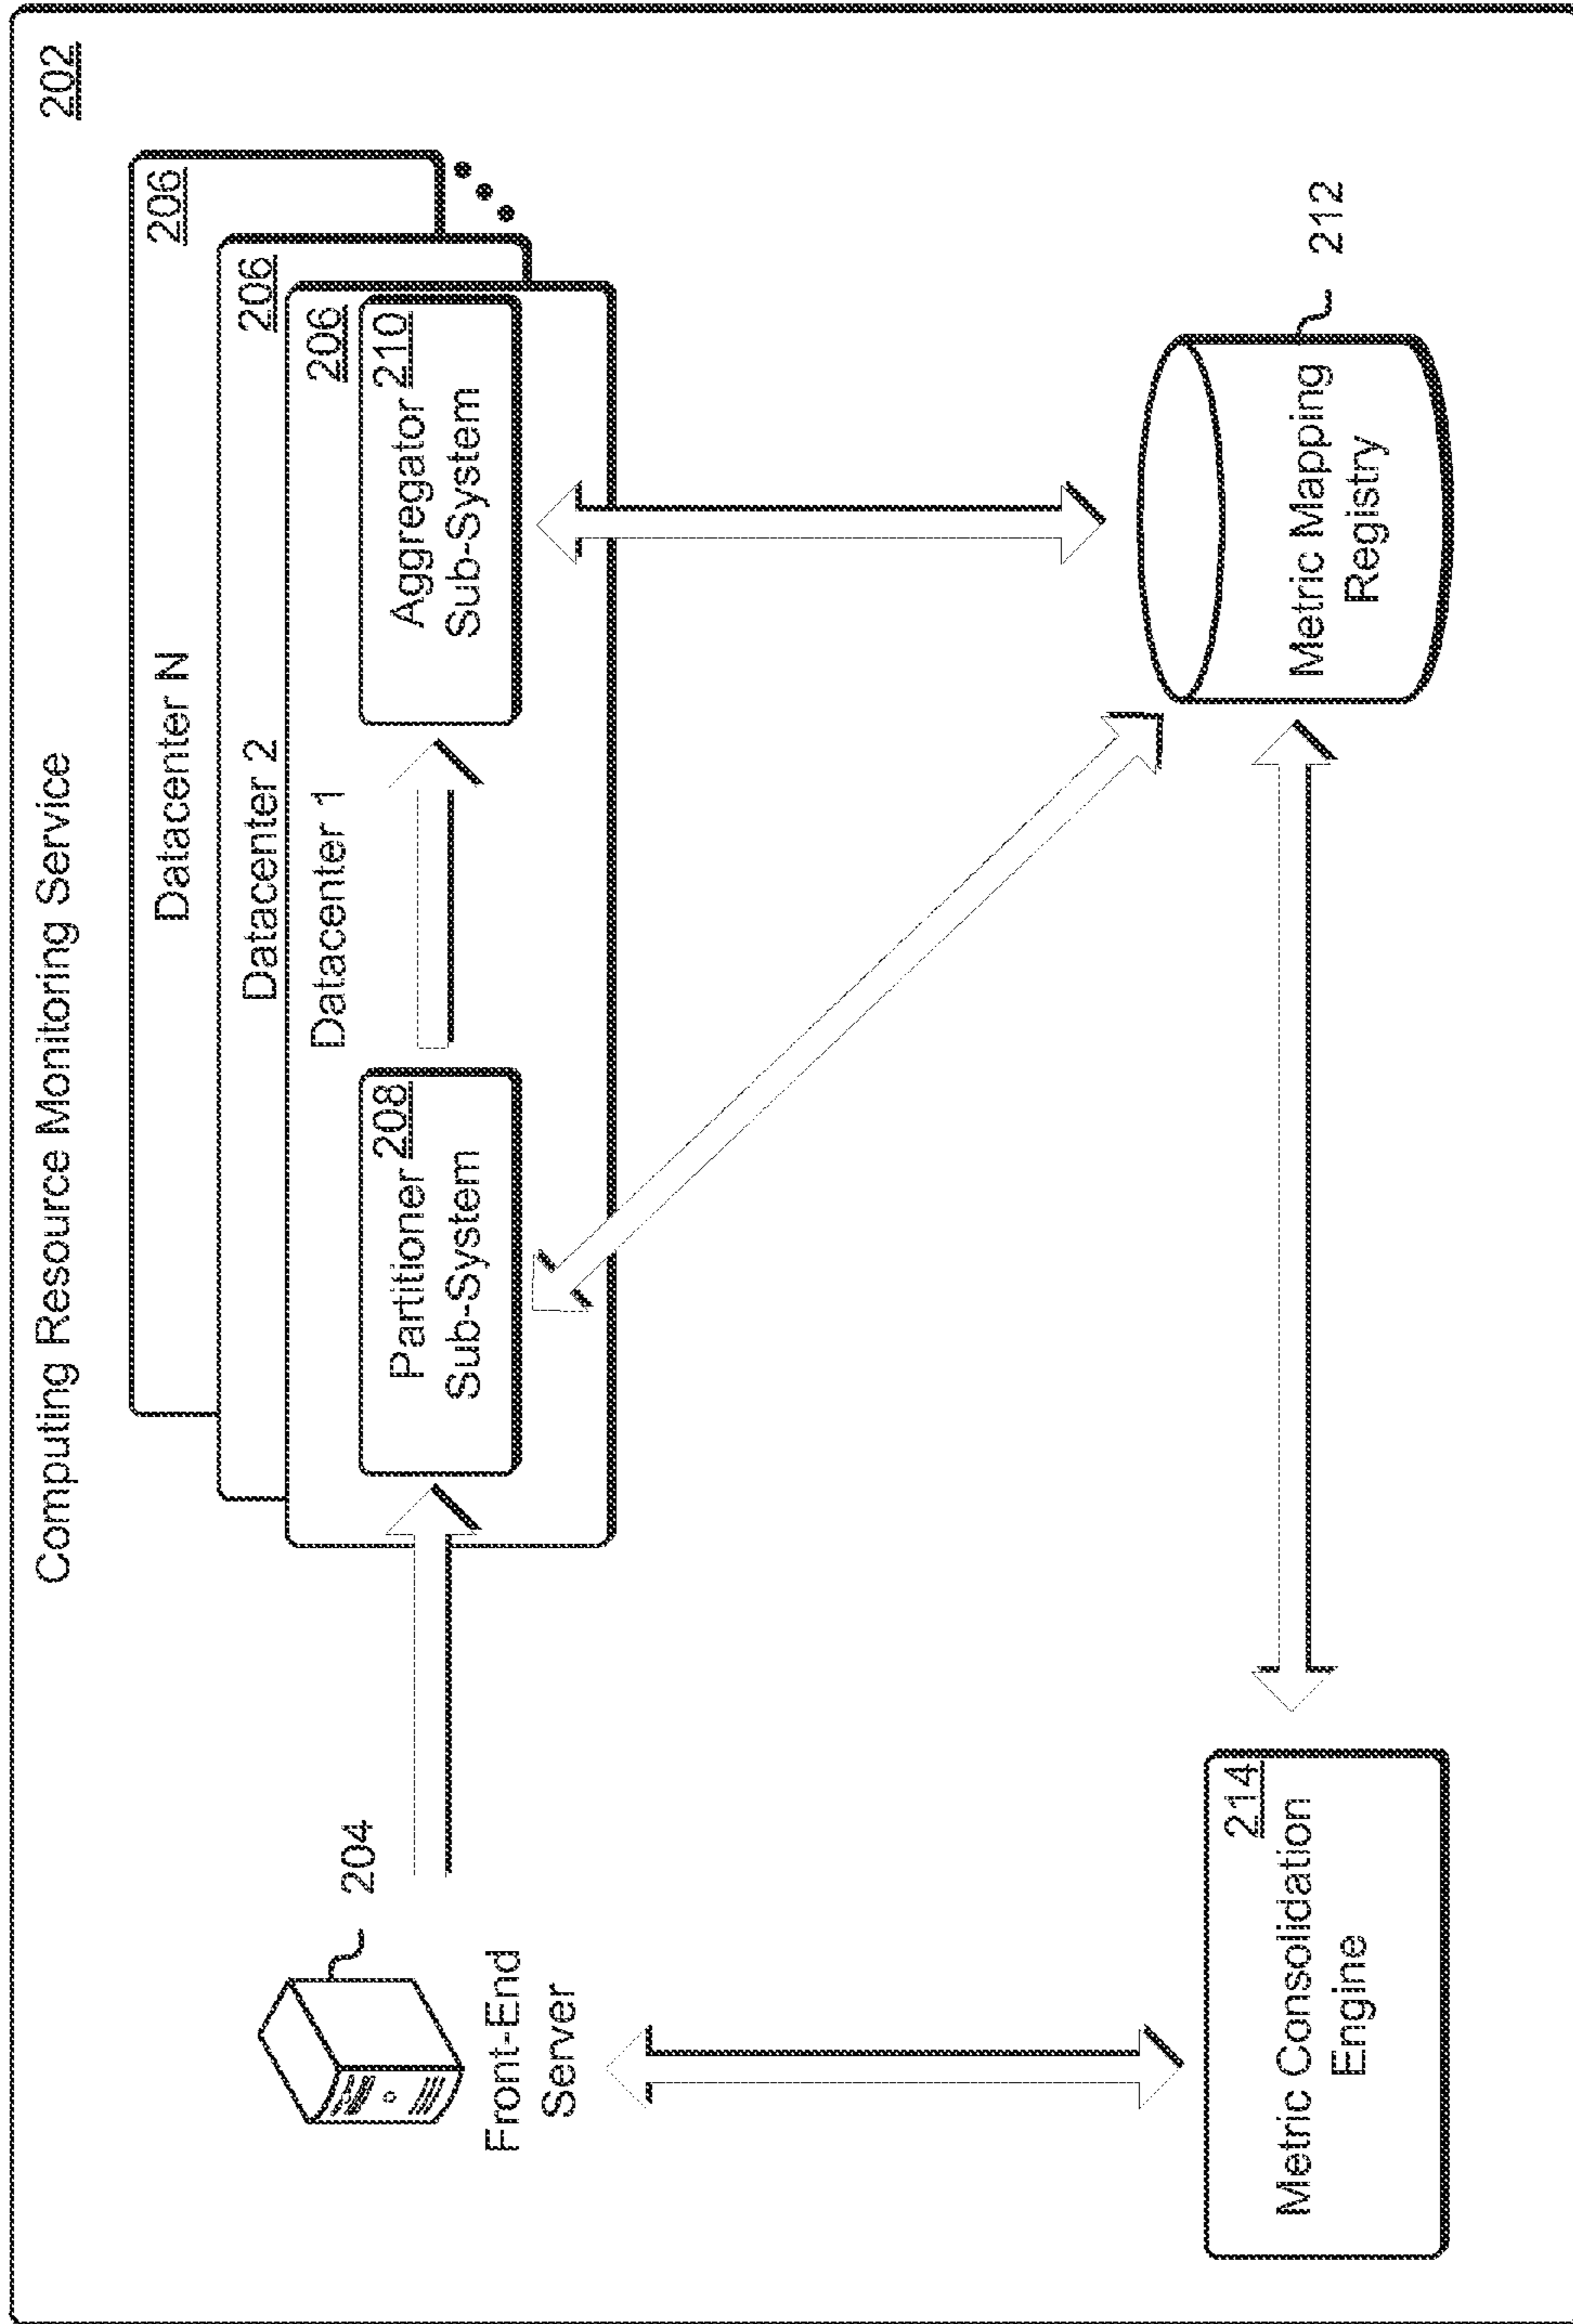 Computing Resource Monitoring Service
202
Datacenter N
206
Datacenter 2
206
Datacenter 1
206
204
Front-End
Server
Partitioner 208
Sub-System
Aggregator 210
Sub-System
214
Metric Consolidation
Engine
Metric Mapping
Registry
212